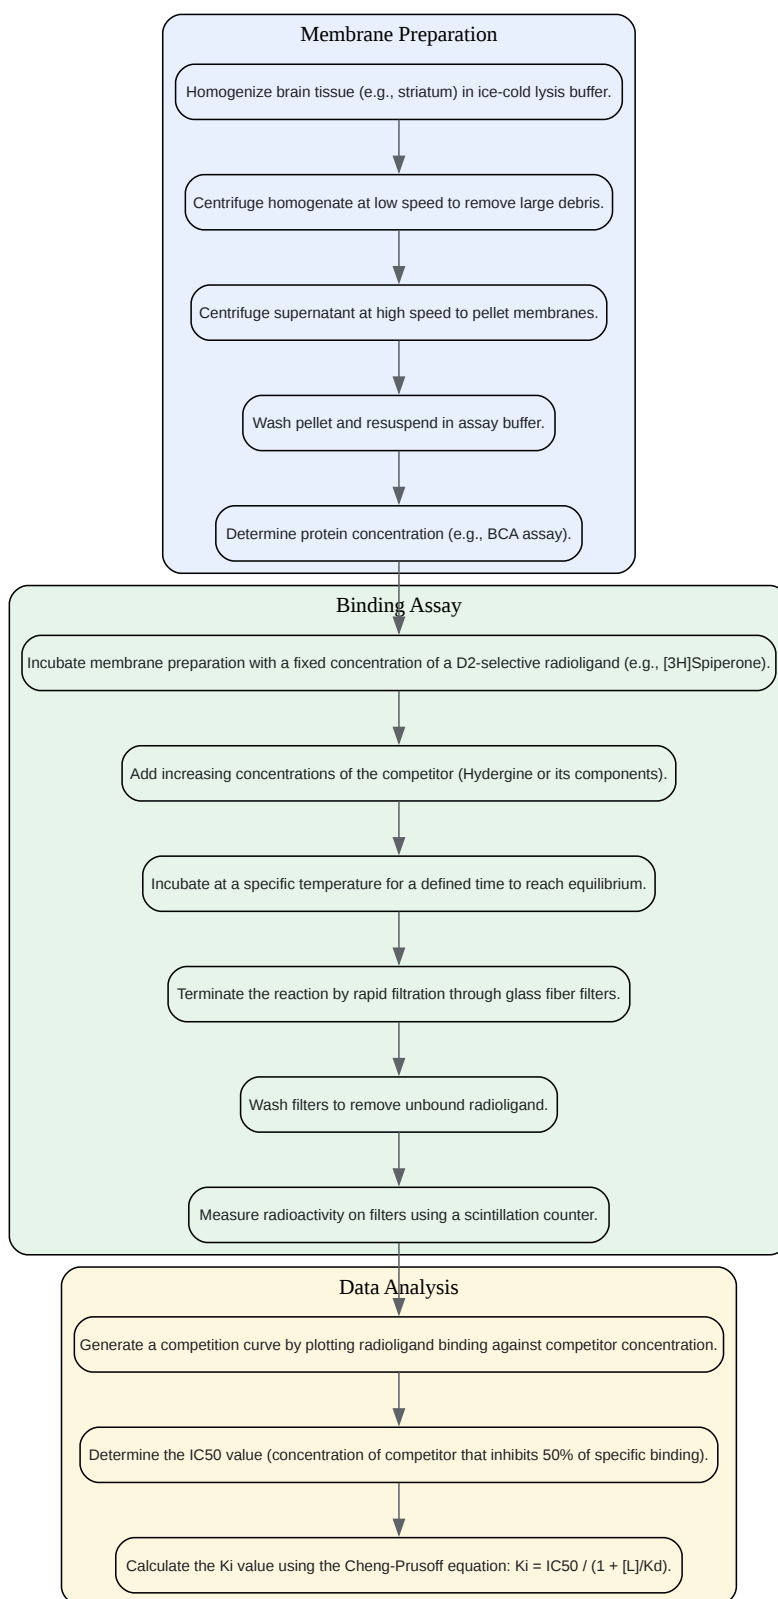 Membrane Preparation
Homogenize brain tissue (e.g., striatum) in ice-cold lysis buffer.
Centrifuge homogenate at low speed to remove large debris.
Centrifuge supernatant at high speed to pellet membranes.
Wash pellet and resuspend in assay buffer.
Determine protein concentration (e.g., BCA assay).
Binding Assay
Incubate membrane preparation with a fixed concentration of a D2-selective radioligand (e.g., [3H]Spiperone).
Add increasing concentrations of the competitor (Hydergine or its components).
Incubate at a specific temperature for a defined time to reach equilibrium.
Terminate the reaction by rapid filtration through glass fiber filters.
Wash filters to remove unbound radioligand.
Measure radioactivity on filters using a scintillation counter.
Data Analysis
Generate a competition curve by plotting radioligand binding against competitor concentration.
Determine the IC50 value (concentration of competitor that inhibits 50% of specific binding).
Calculate the Ki value using the Cheng-Prusoff equation: Ki = IC50 / (1 + [L]/Kd).